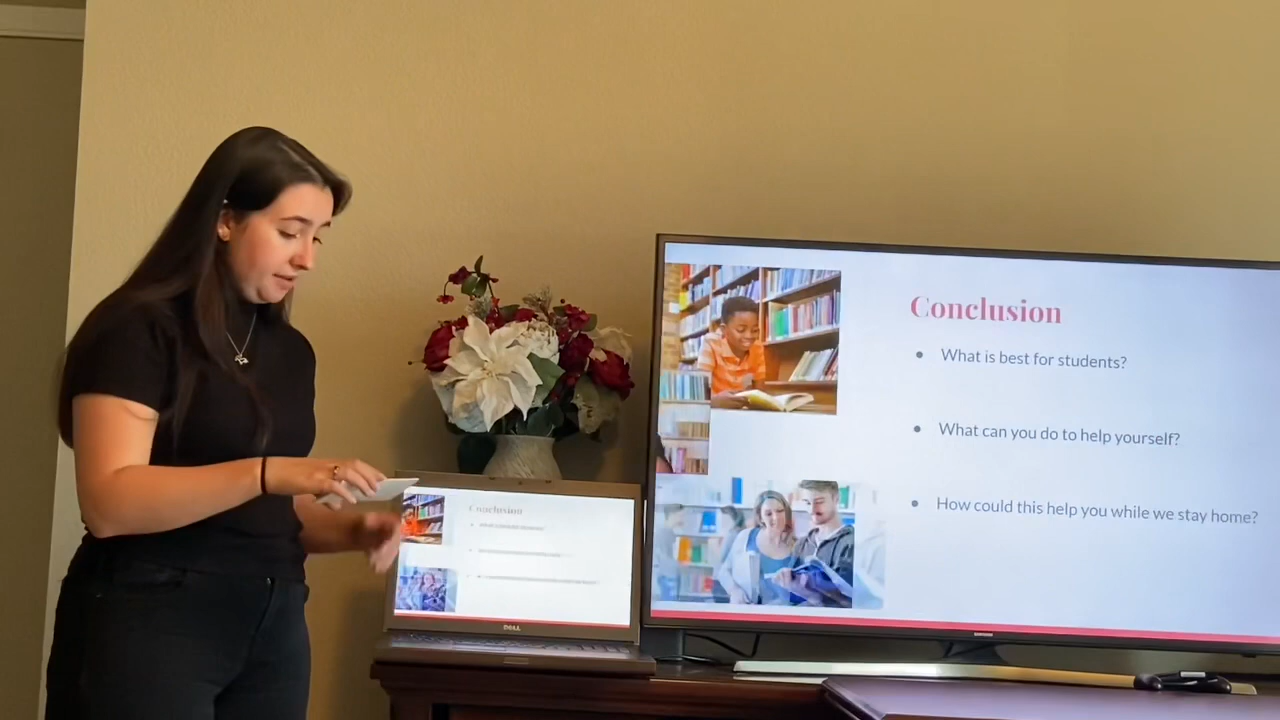 Conclusion
• What is best for students?
• What can you do to help yourself?
• How could this help you while we stay home?
Conclusion
DELL
SAMSUNG